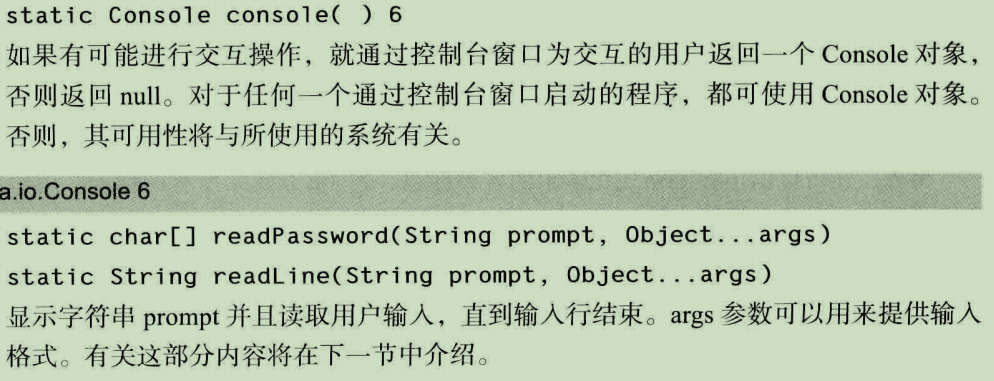 static Console console( ) 6
如果有可能进行交互操作，就通过控制台窗口为交互的用户返回一个 Console 对象，
否则返回 null。对于任何一个通过控制台窗口启动的程序，都可使用 Console 对象。
否则，其可用性将与所使用的系统有关。
a.io.Console 6
static char[] readPassword(String prompt, Object...args)
static String readLine(String prompt, Object...args)
显示字符串 prompt 并且读取用户输入，直到输入行结束。args 参数可以用来提供输入
格式。有关这部分内容将在下一节中介绍。